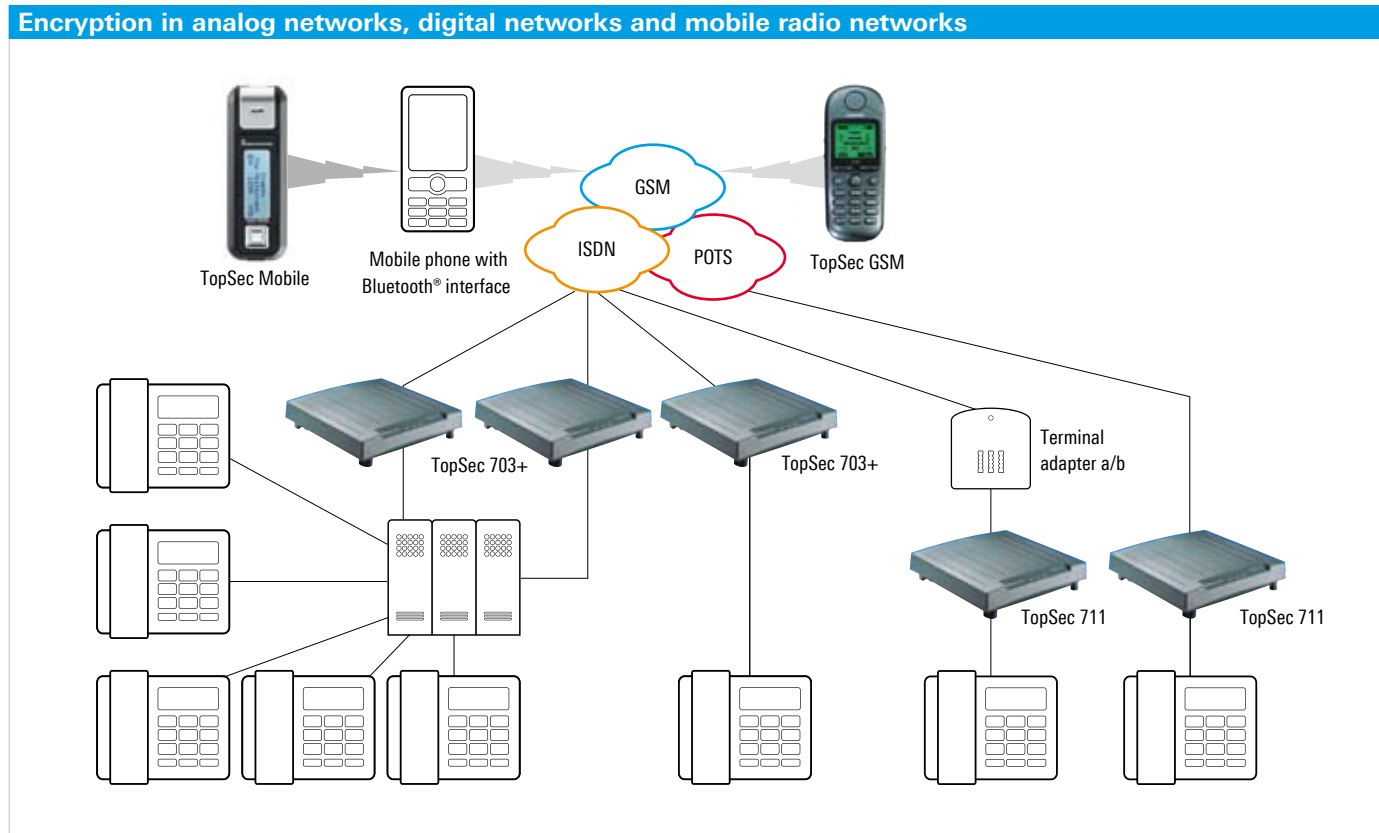 Encryption in analog networks, digital networks and mobile radio networks
GSM
ISDN
POTS
TopSec Mobile
Mobile phone with
Bluetooth® interface
TopSec GSM
TopSec 703+
TopSec 703+
Terminal
adapter a/b
TopSec 711
TopSec 711